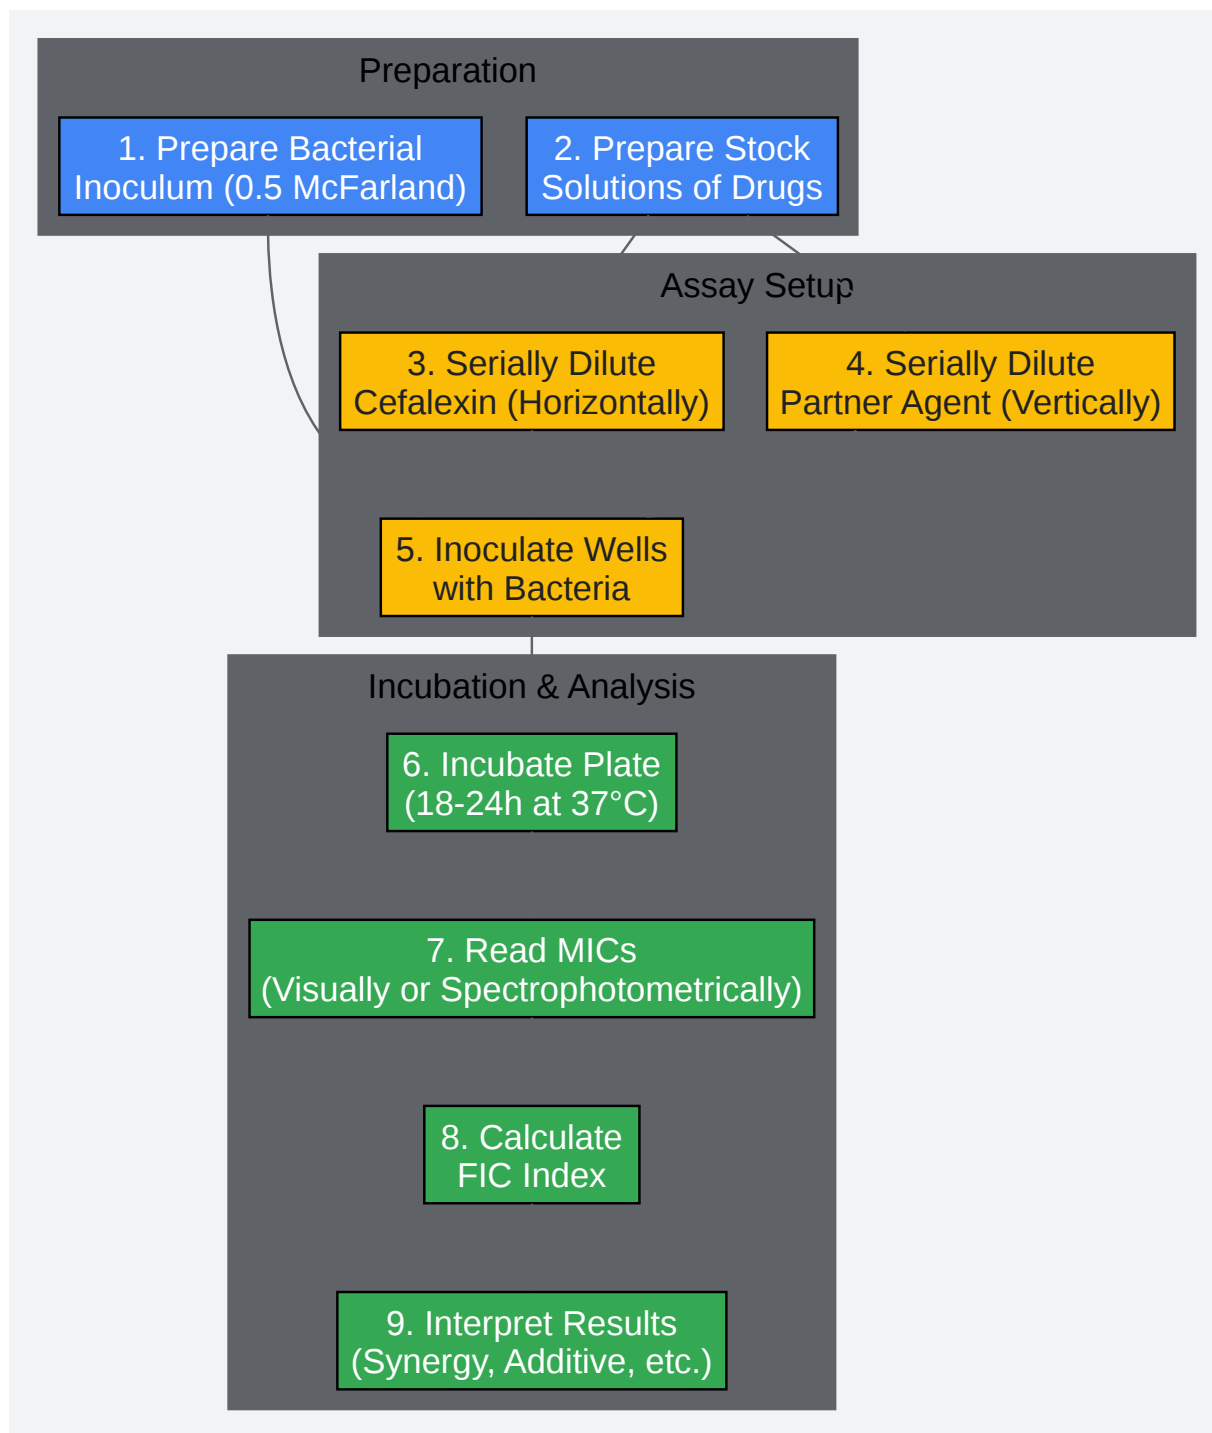 Preparation
1. Prepare Bacterial
Inoculum (0.5 McFarland)
2. Prepare Stock
Solutions of Drugs
Assay Setup
3. Serially Dilute
Cefalexin (Horizontally)
4. Serially Dilute
Partner Agent (Vertically)
5. Inoculate Wells
with Bacteria
Incubation & Analysis
6. Incubate Plate
(18-24h at 37°C)
7. Read MICs
(Visually or Spectrophotometrically)
8. Calculate
FIC Index
9. Interpret Results
(Synergy, Additive, etc.)